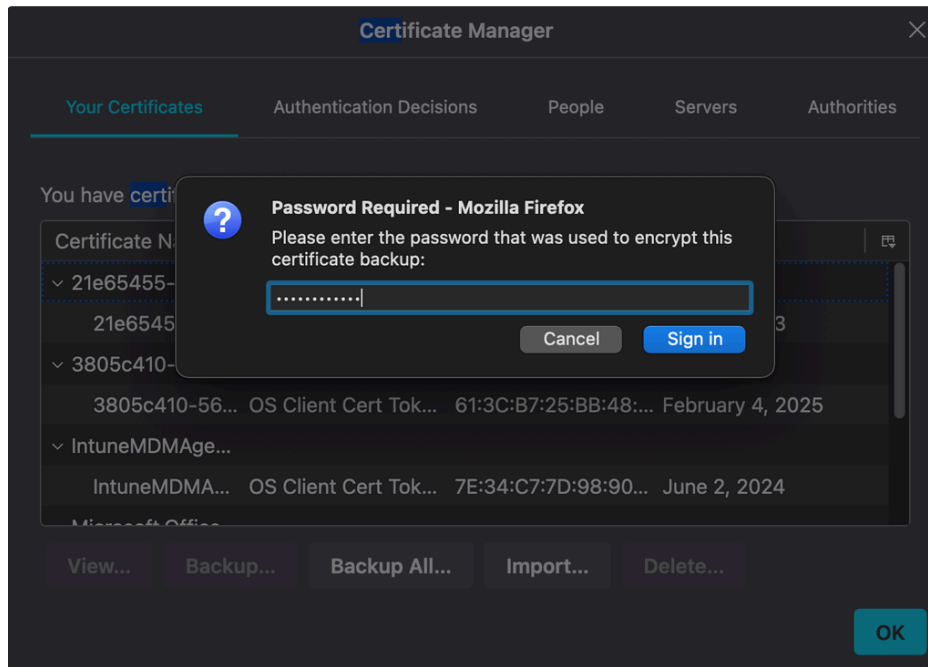 Certificate Manager
Your Certificates
Authentication Decisions
People
Servers
Authorities
You have certif
Password Required - Mozilla Firefox
Please enter the password that was used to encrypt this
certificate backup:
••••••••••••
Cancel
Sign in
Certificate N
21e65455-
21e6545
3
3805c410-
3805c410-56... OS Client Cert Tok... 61:3C:B7:25:BB:48:... February 4, 2025
IntuneMDMAge...
IntuneMDMA... OS Client Cert Tok... 7E:34:C7:7D:98:90... June 2, 2024
Microsoft Office
View...
Backup...
Backup All...
Import...
Delete...
OK